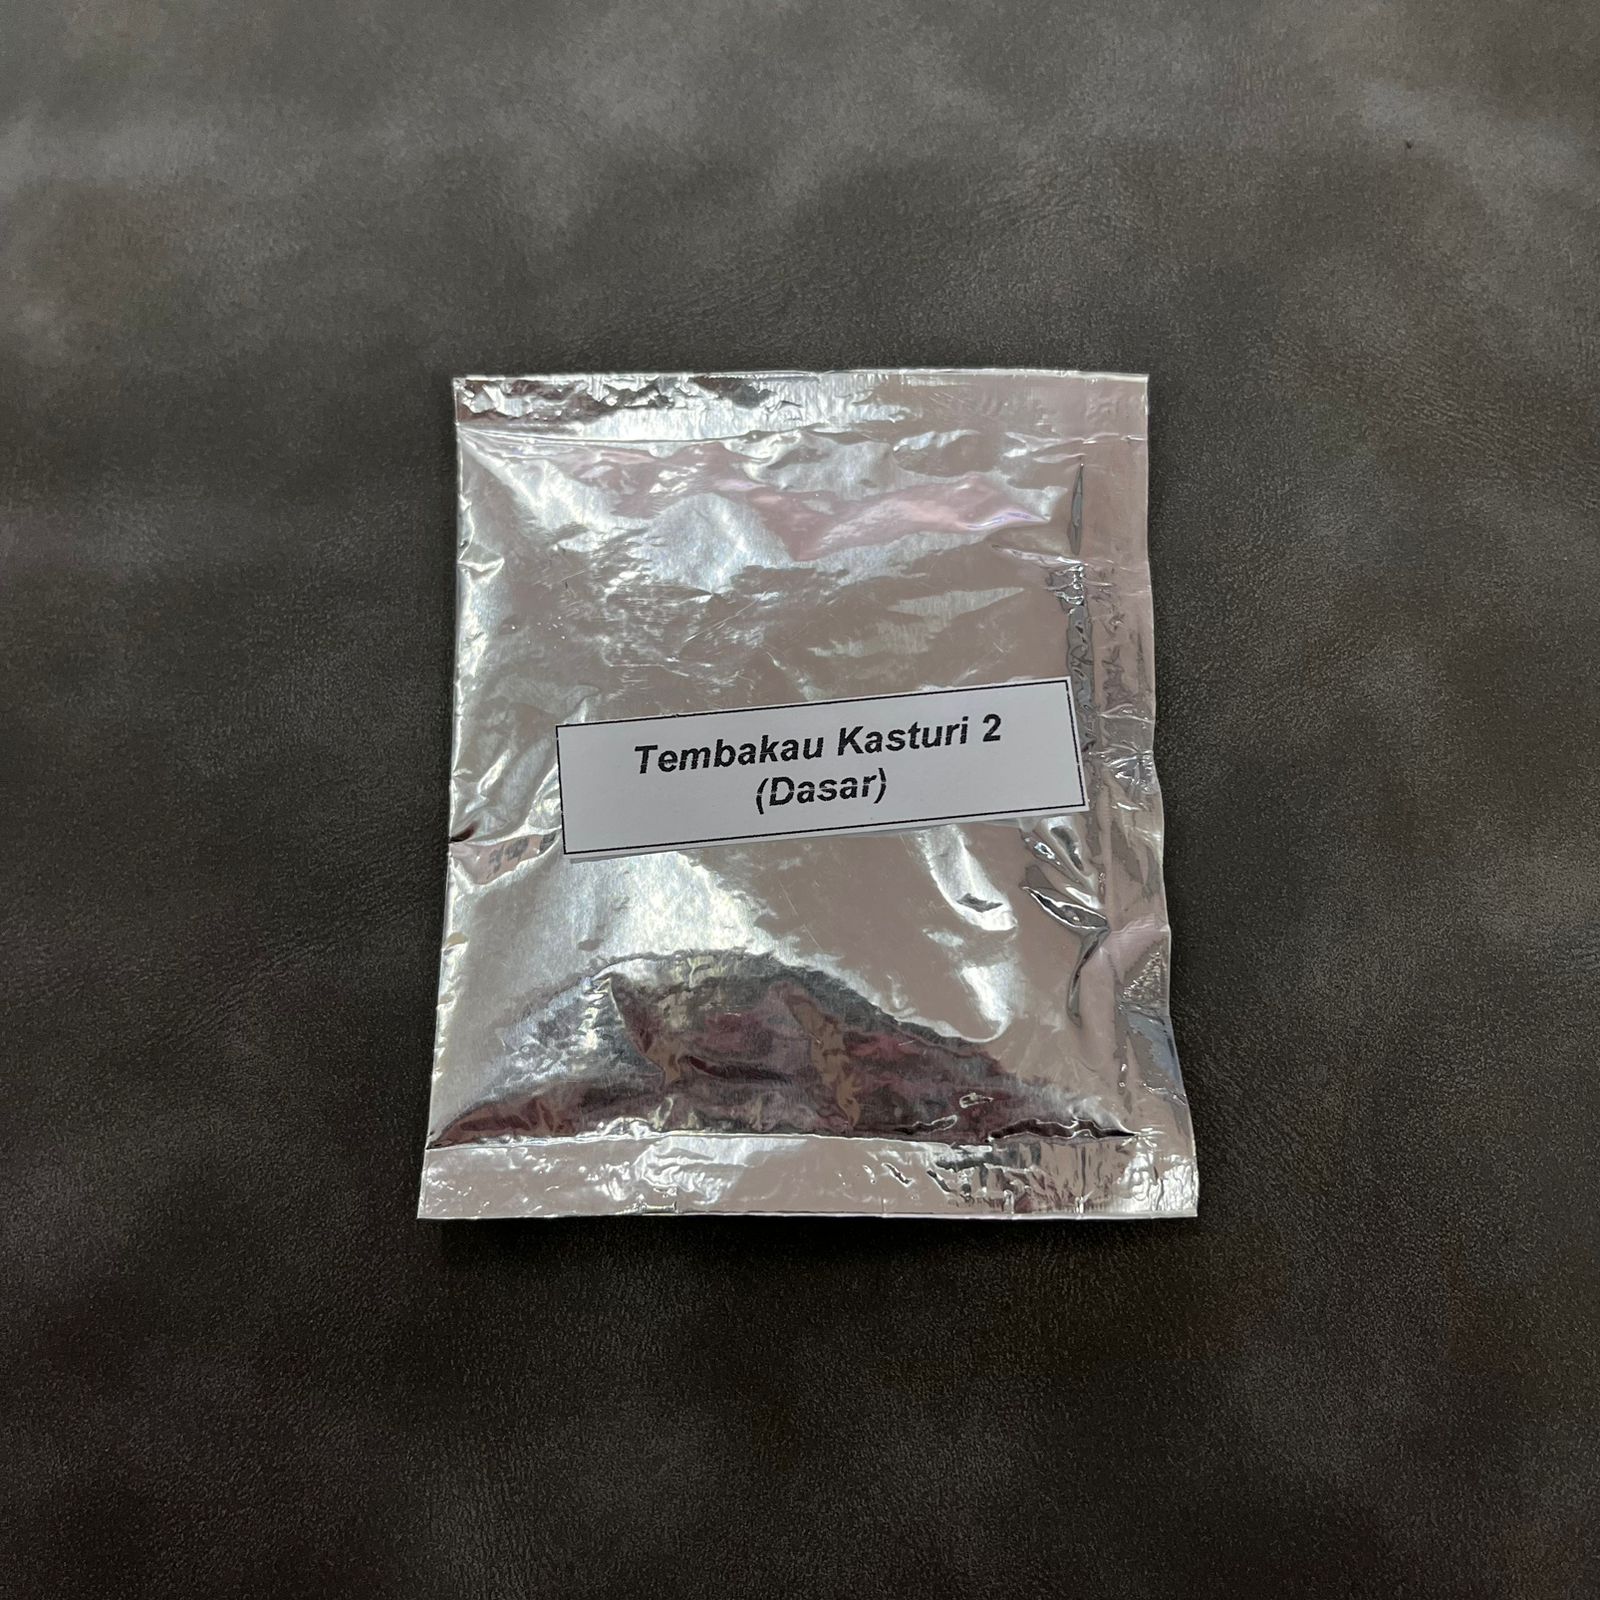 Tembakau Kasturi 2
(Dasar)